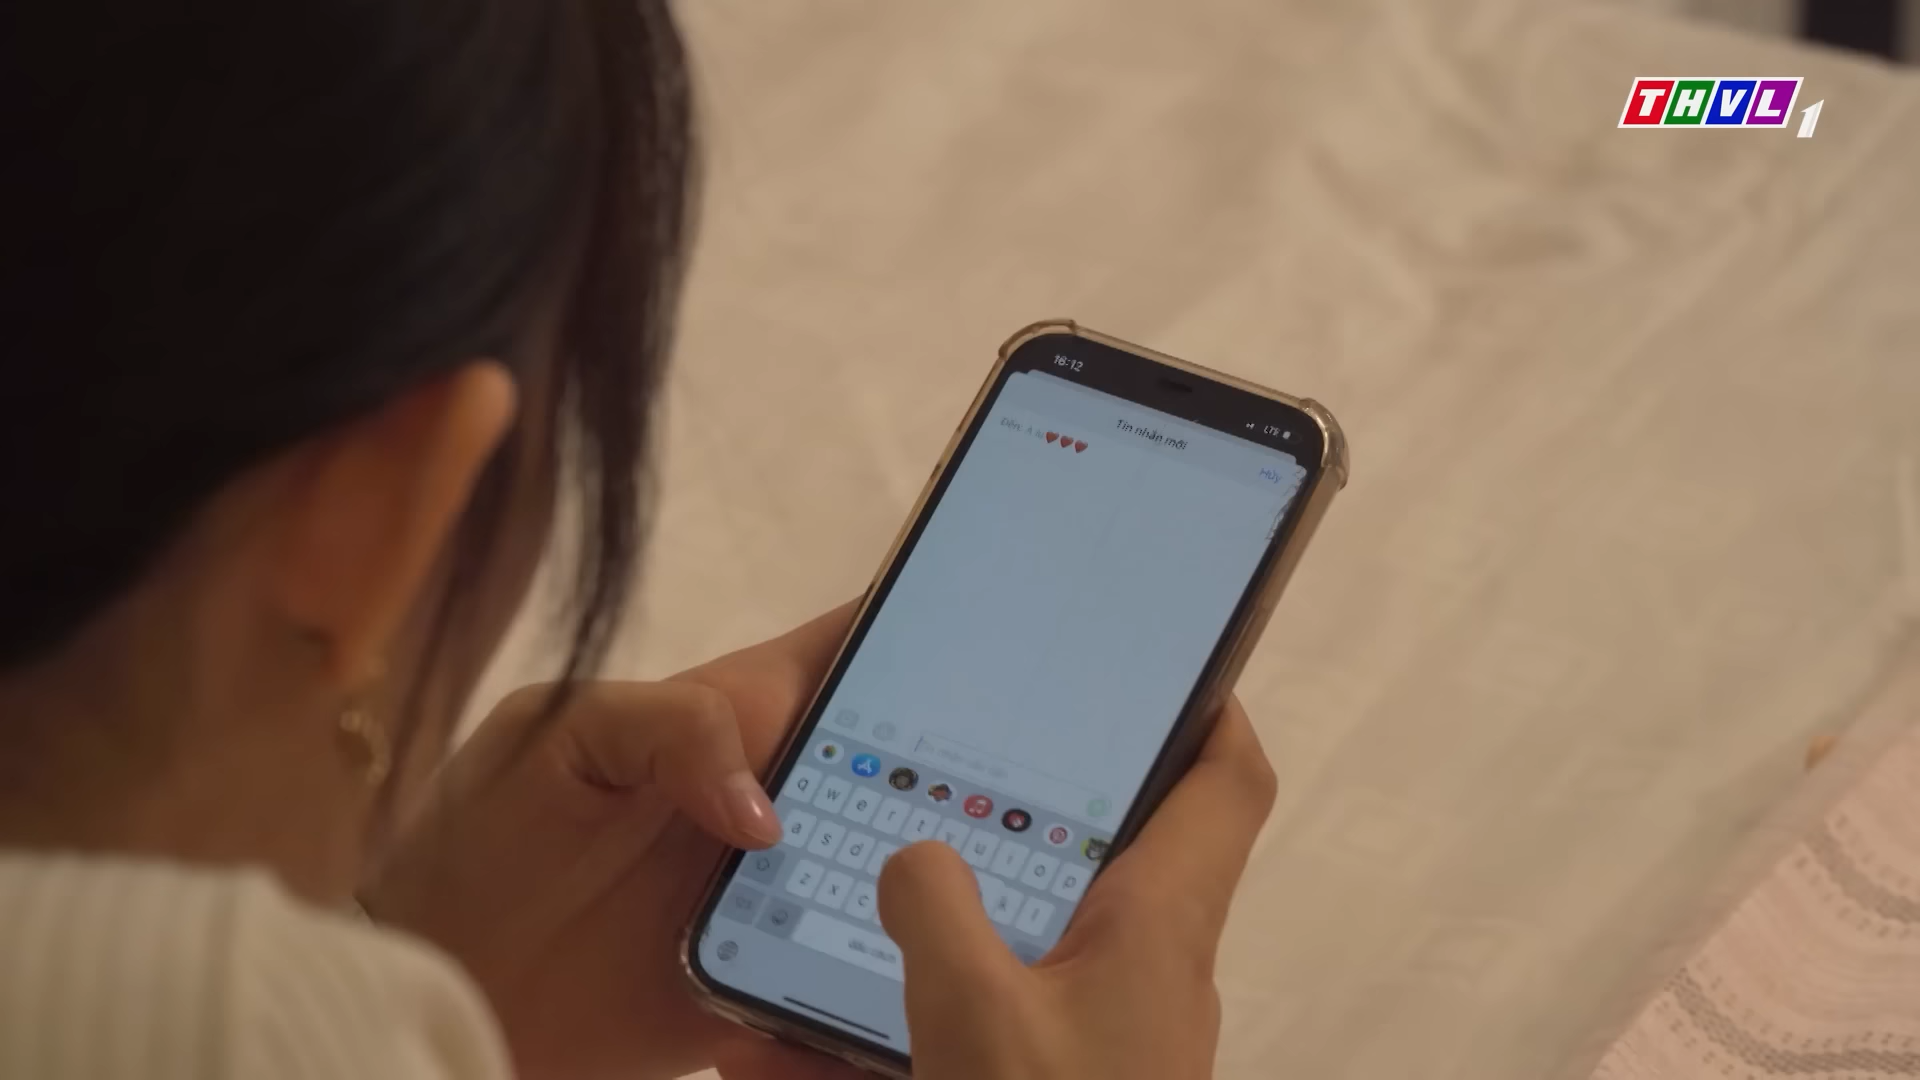 THVL1
16:12
LTE
Tin nhắn mới
Đến:
Hủy
q w e r t y u i o p
a s d k l
z x c